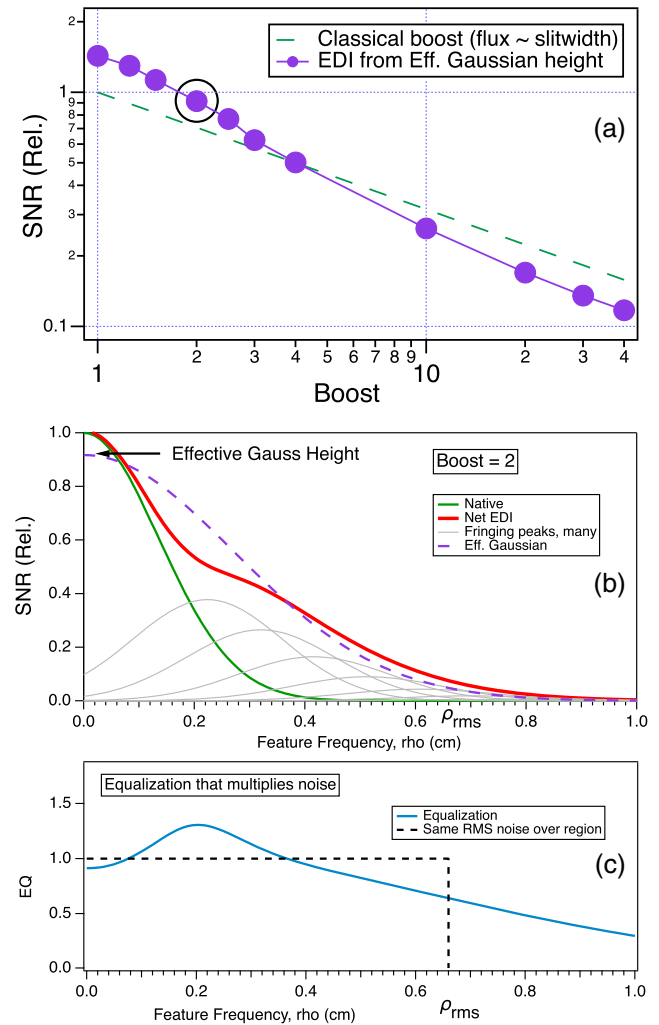 2
Classical boost (flux ~ slitwidth)
EDI from Eff. Gaussian height
1
9
8
7
6
5
4
3
2
0.1
SNR (Rel.)
(a)
1 2 3 4 5 6 7 8 9 10 2 3 4
Boost
1.0
0.8
0.6
0.4
0.2
0.0
SNR (Rel.)
Effective Gauss Height
Boost = 2
Native
Net EDI
Fringing peaks, many
Eff. Gaussian
(b)
0.0 0.2 0.4 0.6 0.8 1.0
ρrms
Feature Frequency, rho (cm)
1.5
1.0
0.5
0.0
EQ
Equalization that multiplies noise
Equalization
Same RMS noise over region
(c)
0.0 0.2 0.4 0.6 0.8 1.0
ρrms
Feature Frequency, rho (cm)